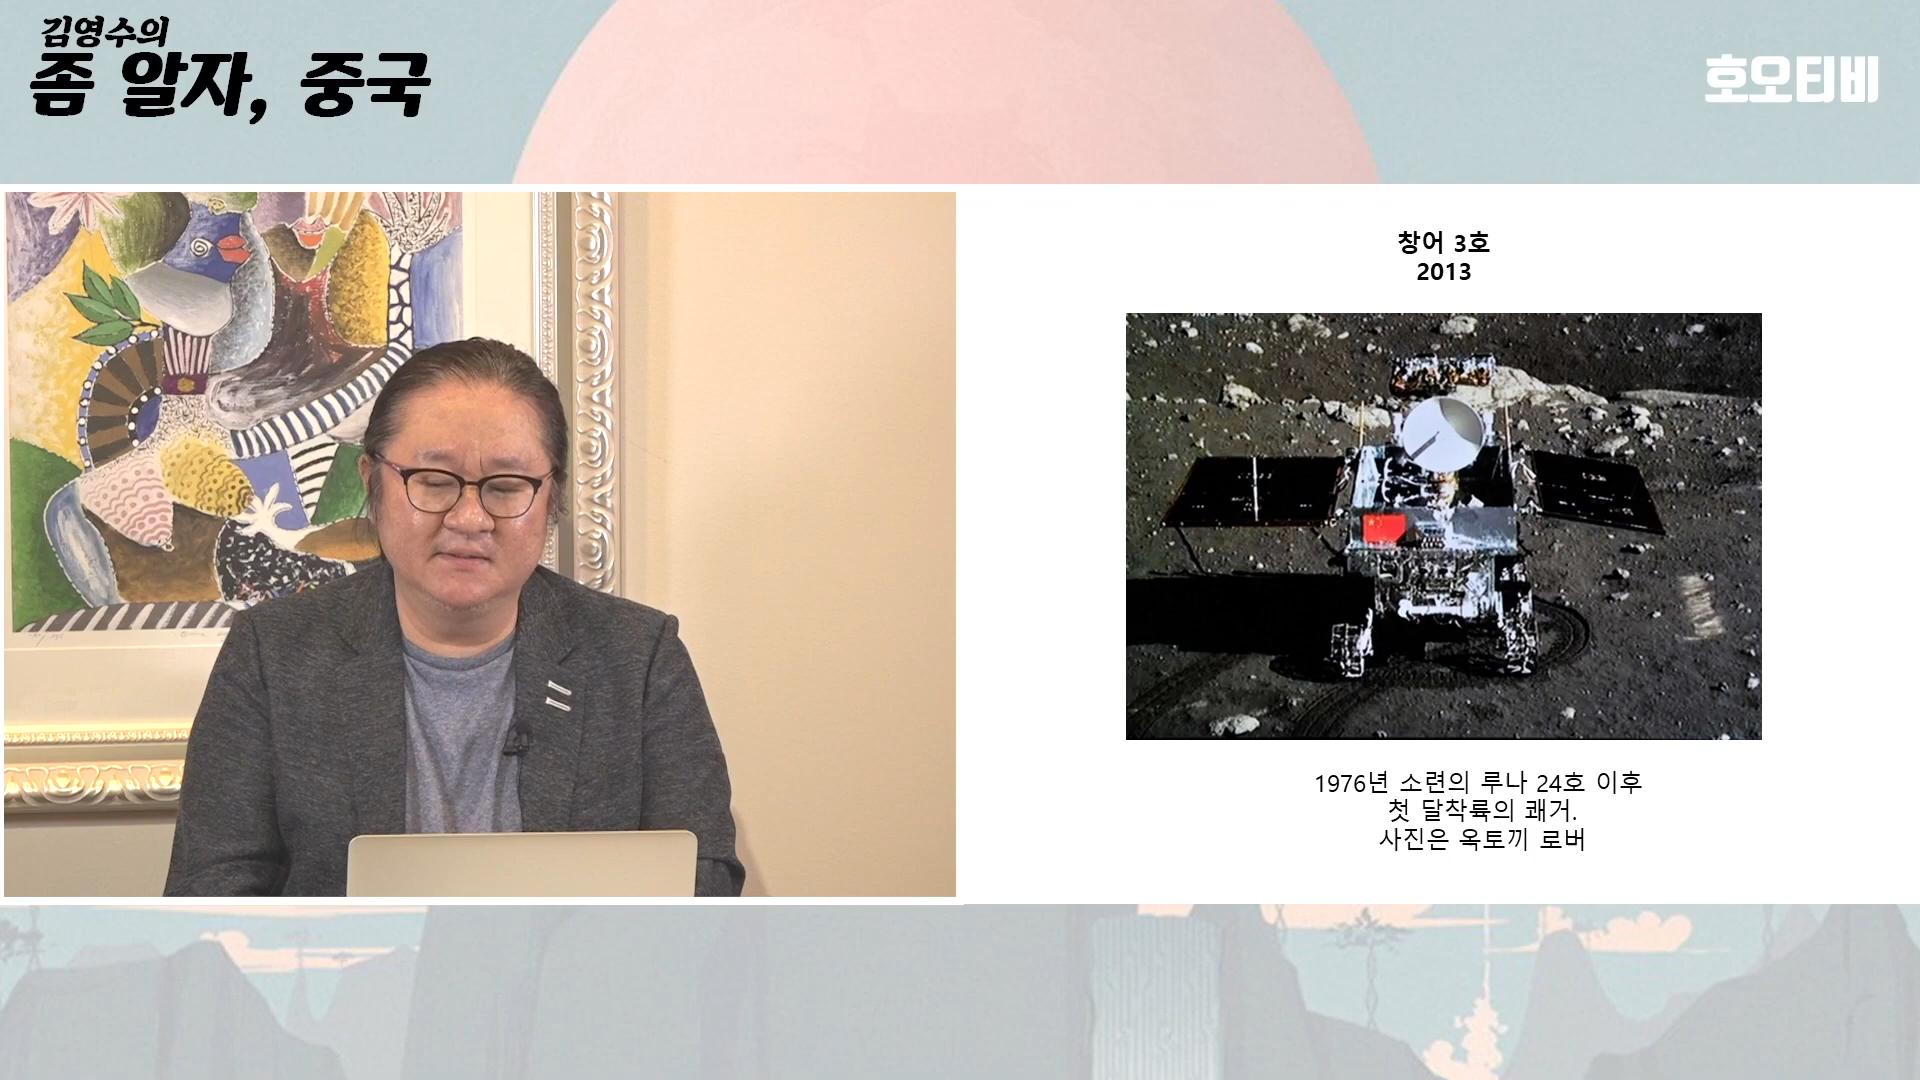 김영수의
좀 알자, 중국
호오티비
창어 3호
2013
1976년 소련의 루나 24호 이후
첫 달착륙의 쾌거.
사진은 옥토끼 로버